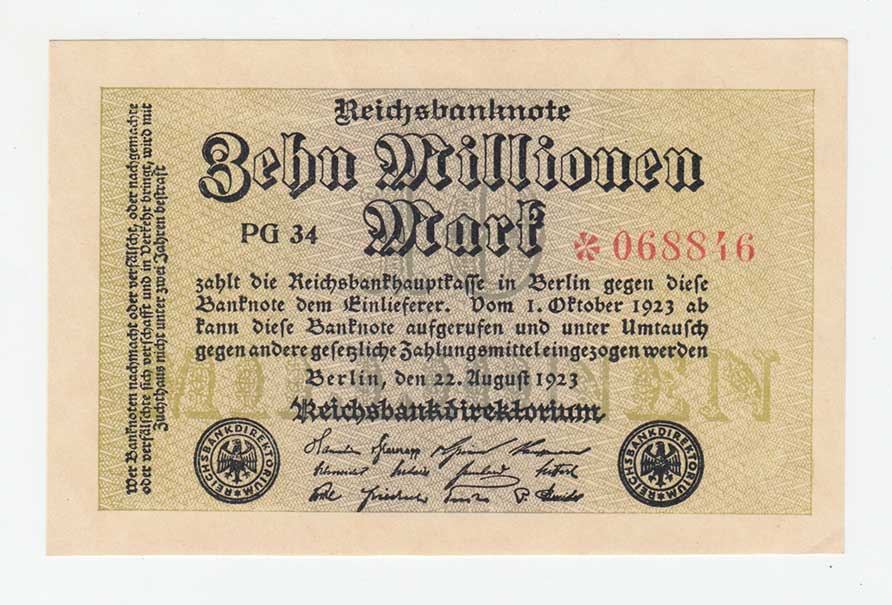 Reichsbanknote
Zehn Millionen
Mark
PG 34
* 068846
zahlt die Reichsbankhauptkasse in Berlin gegen diese
Banknote dem Einlieferer. Vom 1. Oktober 1923 ab
kann diese Banknote aufgerufen und unter Umtausch
gegen andere gesetzliche Zahlungsmittel eingezogen werden
Berlin, den 22. August 1923
Reichsbankdirektorium
REICHSBANKDIREKTORIUM
REICHSBANKDIREKTORIUM
Wer Banknoten nachmacht oder verfälscht, oder nachgemachte
oder verfälschte sich verschafft und in Verkehr bringt, wird mit
Zuchthaus nicht unter zwei Jahren bestraft